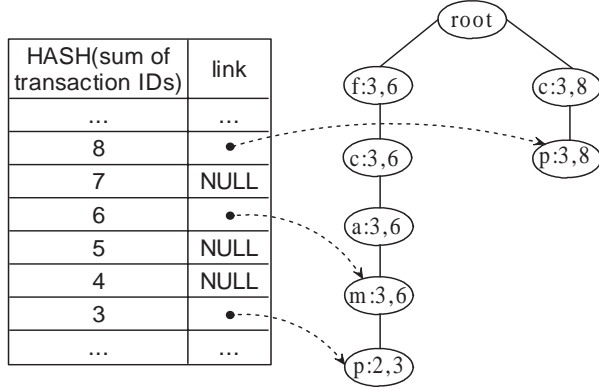 HASH(sum of transaction IDs) link
... ...
8
7 NULL
6
5 NULL
4 NULL
3
... ...
root
f:3,6 c:3,8
c:3,6 p:3,8
a:3,6
m:3,6
p:2,3